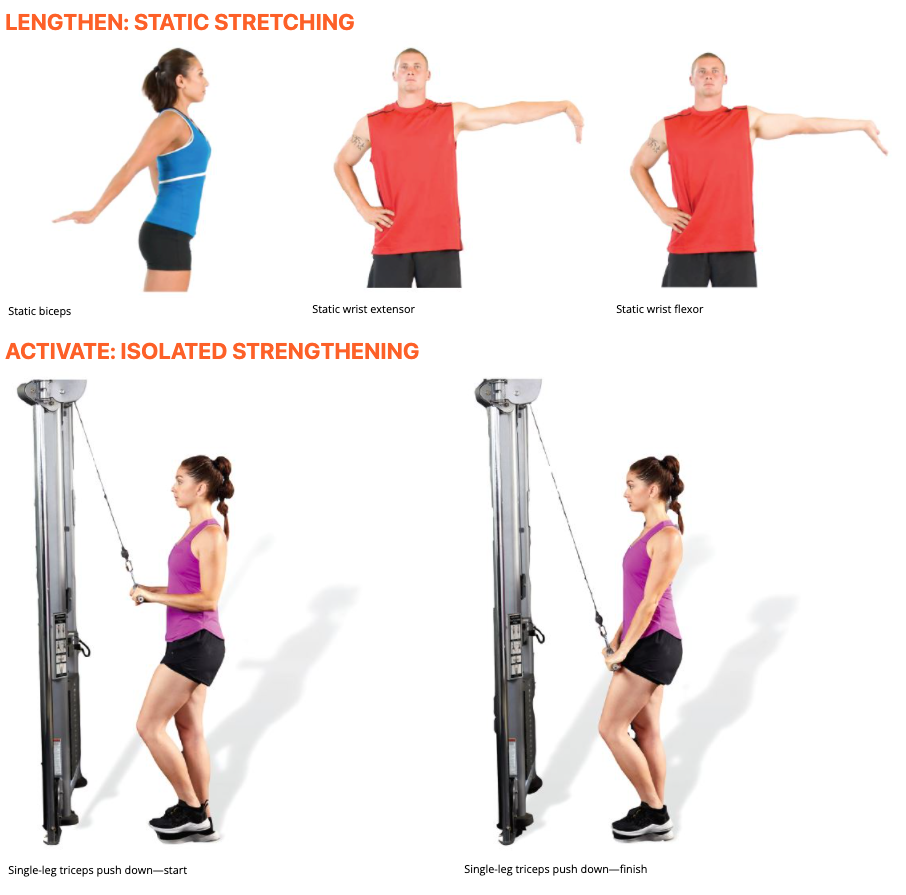 LENGTHEN: STATIC STRETCHING
Static biceps
Static wrist extensor
Static wrist flexor
ACTIVATE: ISOLATED STRENGTHENING
Single-leg triceps push down—start
Single-leg triceps push down—finish